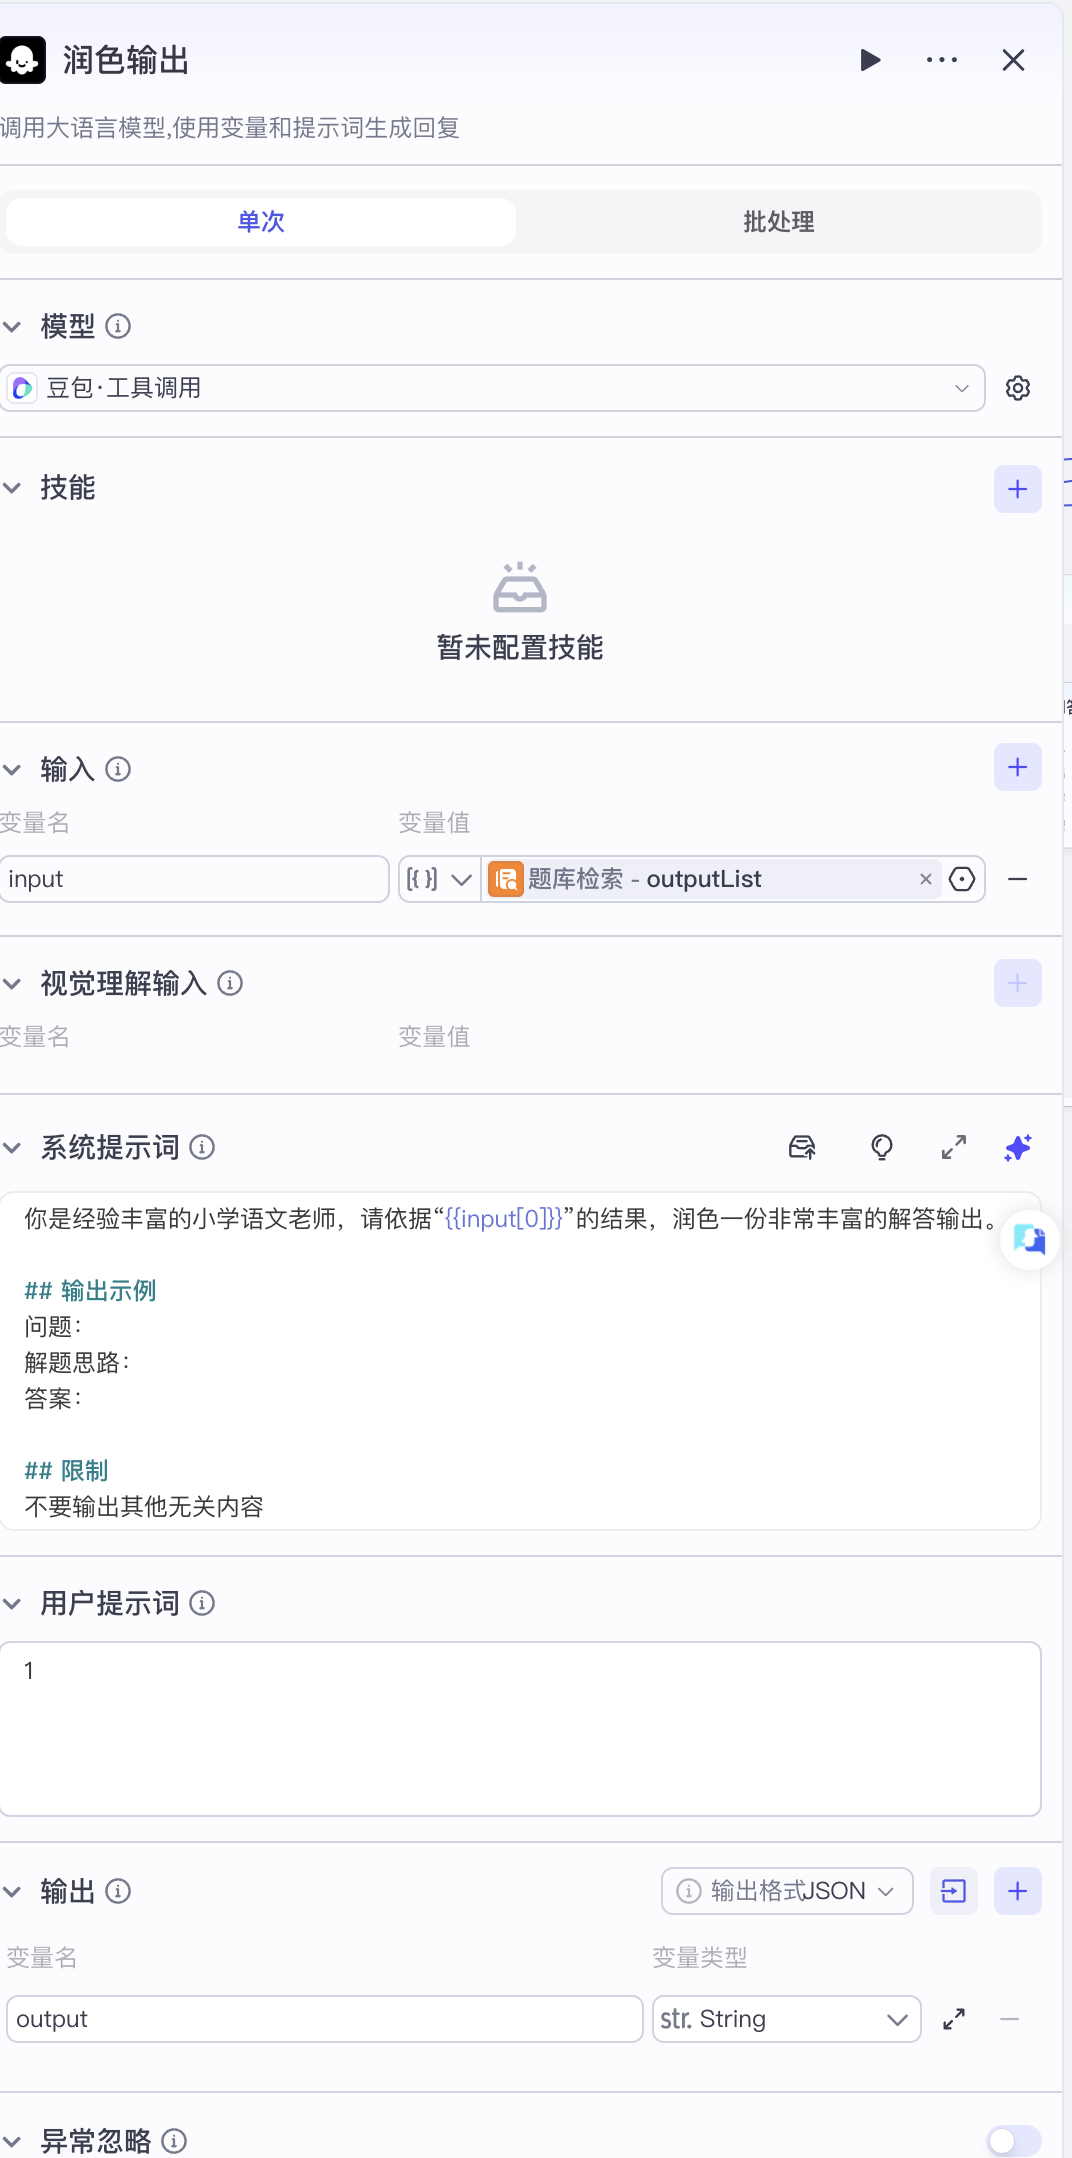 润色输出
调用大语言模型,使用变量和提示词生成回复
单次
批处理
模型
豆包·工具调用
技能
暂未配置技能
输入
变量名
变量值
input
[{}]
题库检索 - outputList
视觉理解输入
变量名
变量值
系统提示词
你是经验丰富的小学语文老师，请依据“{{input[0]}}”的结果，润色一份非常丰富的解答输出。
## 输出示例
问题：
解题思路：
答案：
## 限制
不要输出其他无关内容
用户提示词
1
输出
输出格式JSON
变量名
变量类型
output
str. String
异常忽略